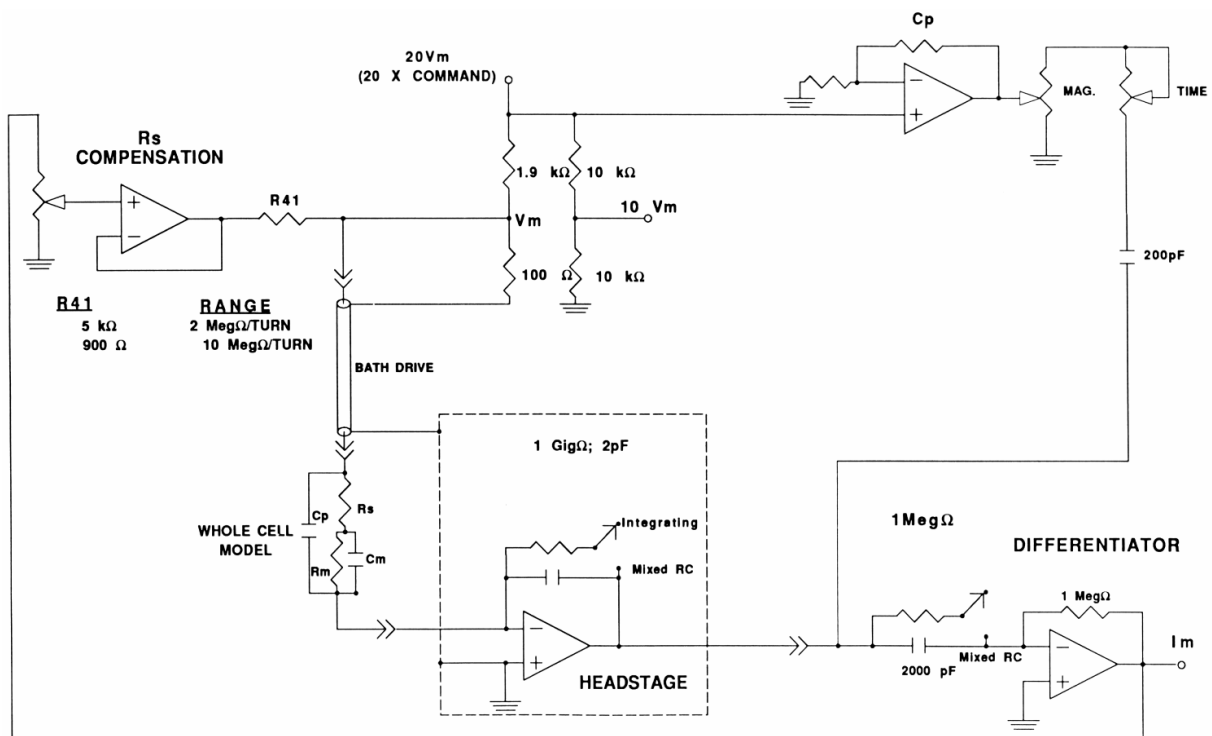 Cp
20Vm
(20 X COMMAND)
MAG.
TIME
Rs
COMPENSATION
1.9 kΩ
10 kΩ
R41
Vm
10 Vm
100 Ω
10 kΩ
200pF
R41
RANGE
5 kΩ
2 MegΩ/TURN
900 Ω
10 MegΩ/TURN
BATH DRIVE
1 GigΩ; 2pF
Cp
Rs
WHOLE CELL
MODEL
Rm
Cm
Integrating
Mixed RC
1MegΩ
DIFFERENTIATOR
1 MegΩ
Mixed RC
2000 pF
Im
HEADSTAGE